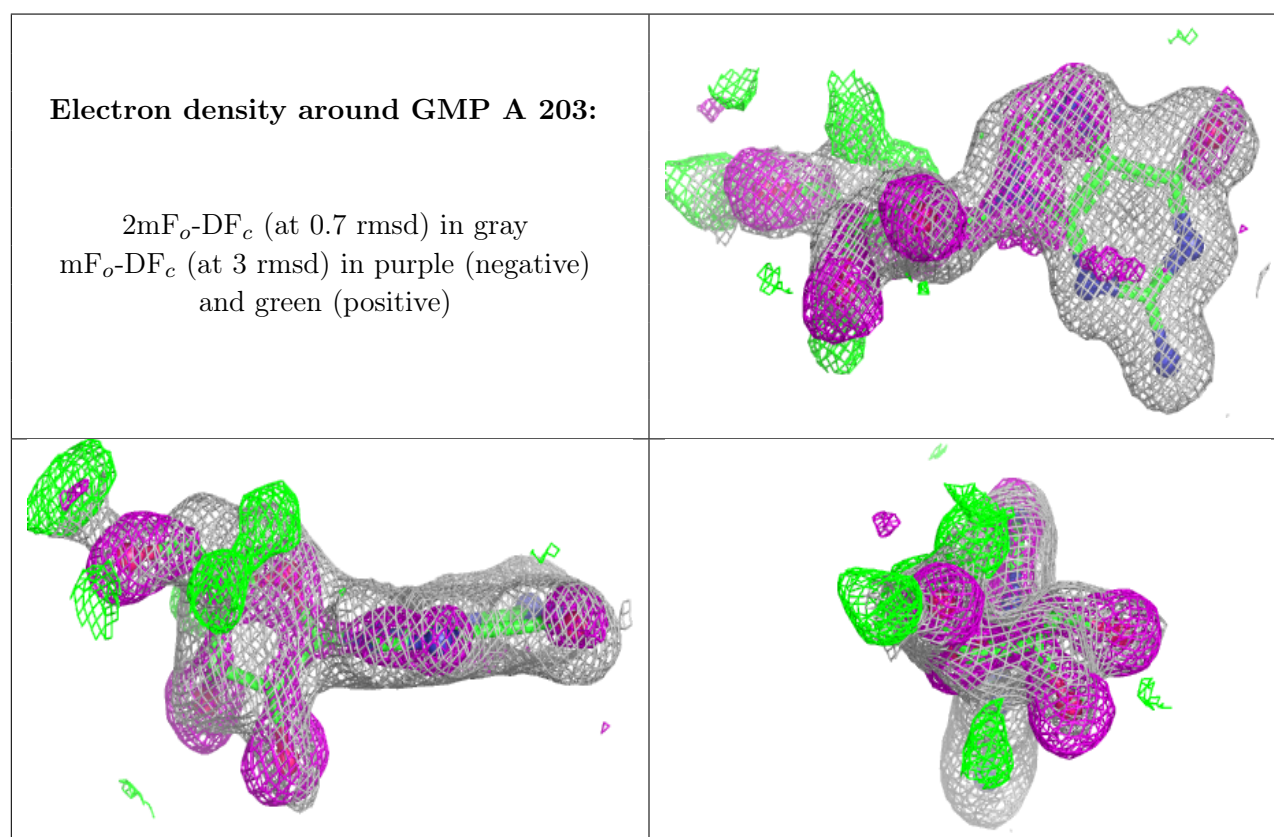 Electron density around GMP A 203:
2mFo-DFc (at 0.7 rmsd) in gray
mFo-DFc (at 3 rmsd) in purple (negative)
and green (positive)